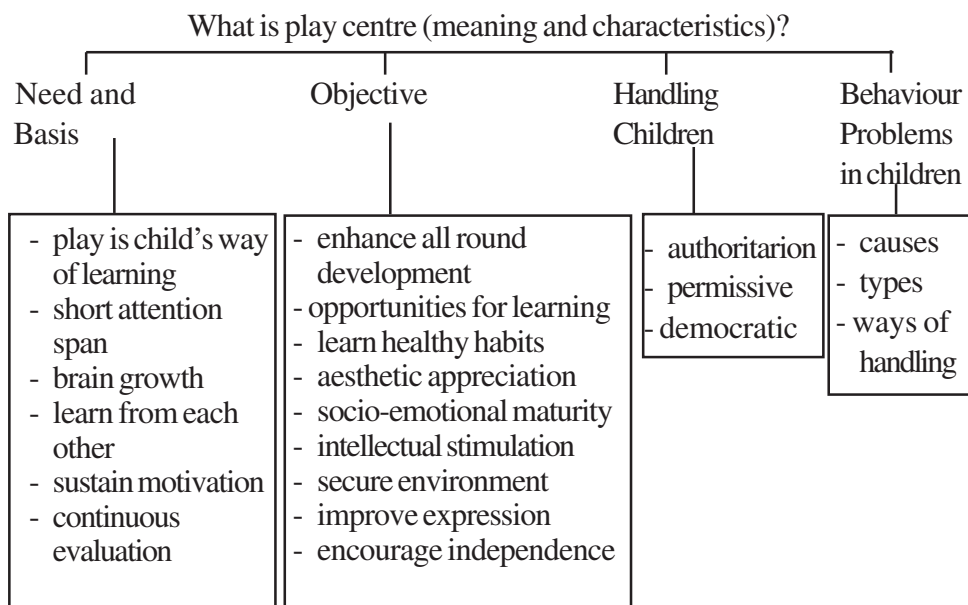 What is play centre (meaning and characteristics)?
Need and
Basis
Objective
Handling
Children
Behaviour
Problems
in children
- play is child's way
of learning
- short attention
span
- brain growth
- learn from each
other
- sustain motivation
- continuous
evaluation
- enhance all round
development
- opportunities for learning
- learn healthy habits
- aesthetic appreciation
- socio-emotional maturity
- intellectual stimulation
- secure environment
- improve expression
- encourage independence
- authoritarion
- permissive
- democratic
- causes
- types
- ways of
handling